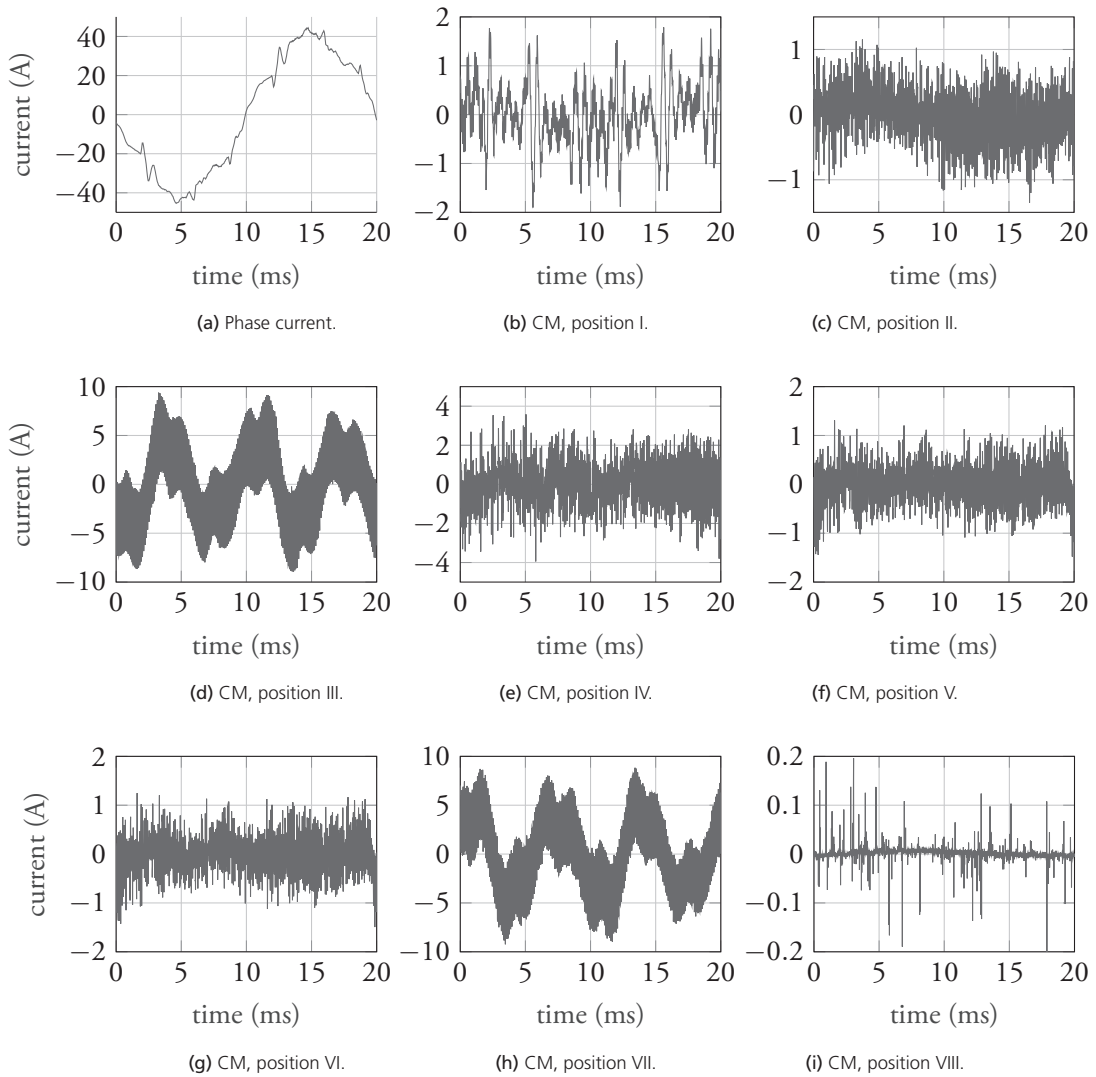 current (A)
40
20
0
−20
−40
0 5 10 15 20
time (ms)
(a) Phase current.
2
1
0
−1
−2
0 5 10 15 20
time (ms)
(b) CM, position I.
1
0
−1
0 5 10 15 20
time (ms)
(c) CM, position II.
current (A)
10
5
0
−5
−10
0 5 10 15 20
time (ms)
(d) CM, position III.
4
2
0
−2
−4
0 5 10 15 20
time (ms)
(e) CM, position IV.
2
1
0
−1
−2
0 5 10 15 20
time (ms)
(f) CM, position V.
current (A)
2
1
0
−1
−2
0 5 10 15 20
time (ms)
(g) CM, position VI.
10
5
0
−5
−10
0 5 10 15 20
time (ms)
(h) CM, position VII.
0.2
0.1
0
−0.1
−0.2
0 5 10 15 20
time (ms)
(i) CM, position VIII.